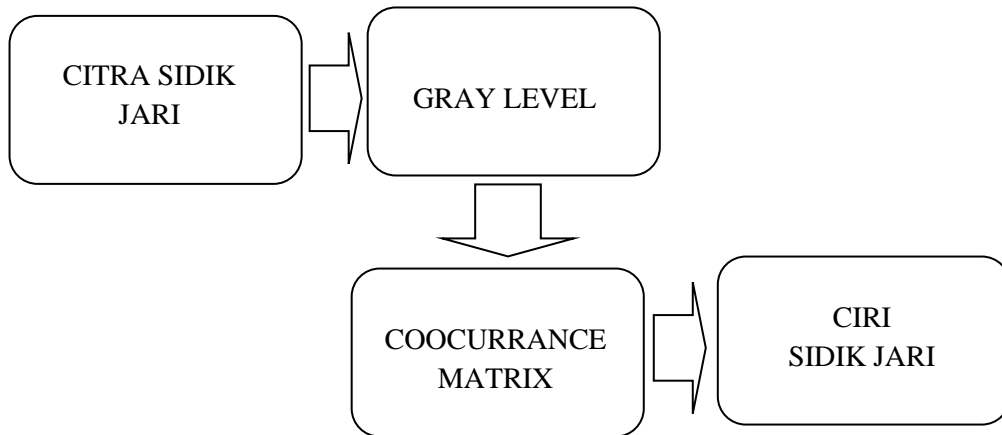 CITRA SIDIK
JARI
GRAY LEVEL
COOCURRANCE
MATRIX
CIRI
SIDIK JARI